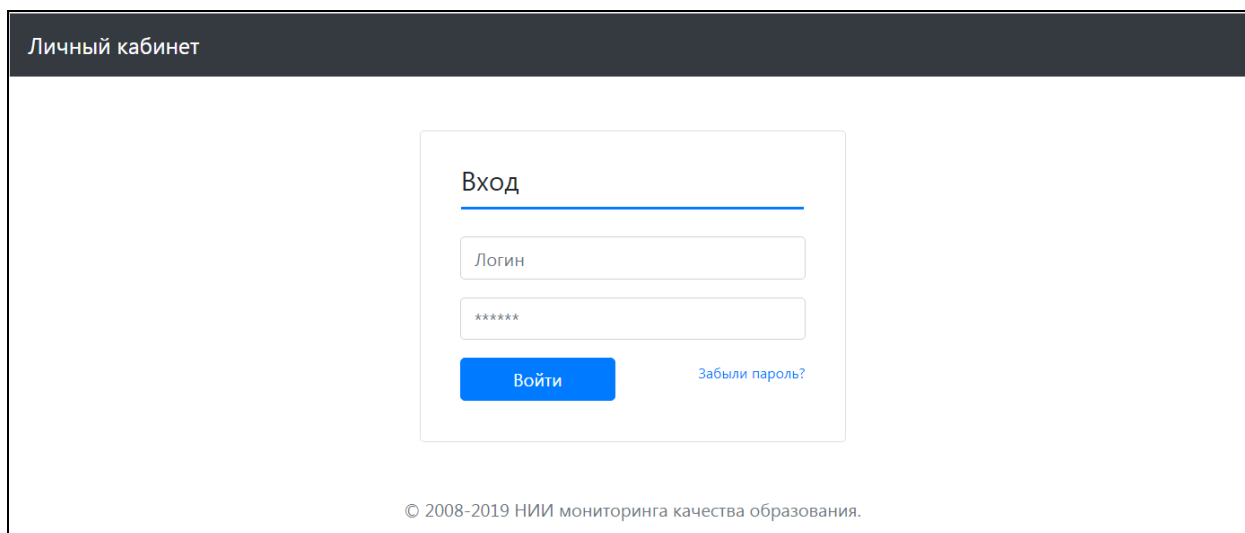 Личный кабинет
Вход
Логин
******
Войти
Забыли пароль?
© 2008-2019 НИИ мониторинга качества образования.